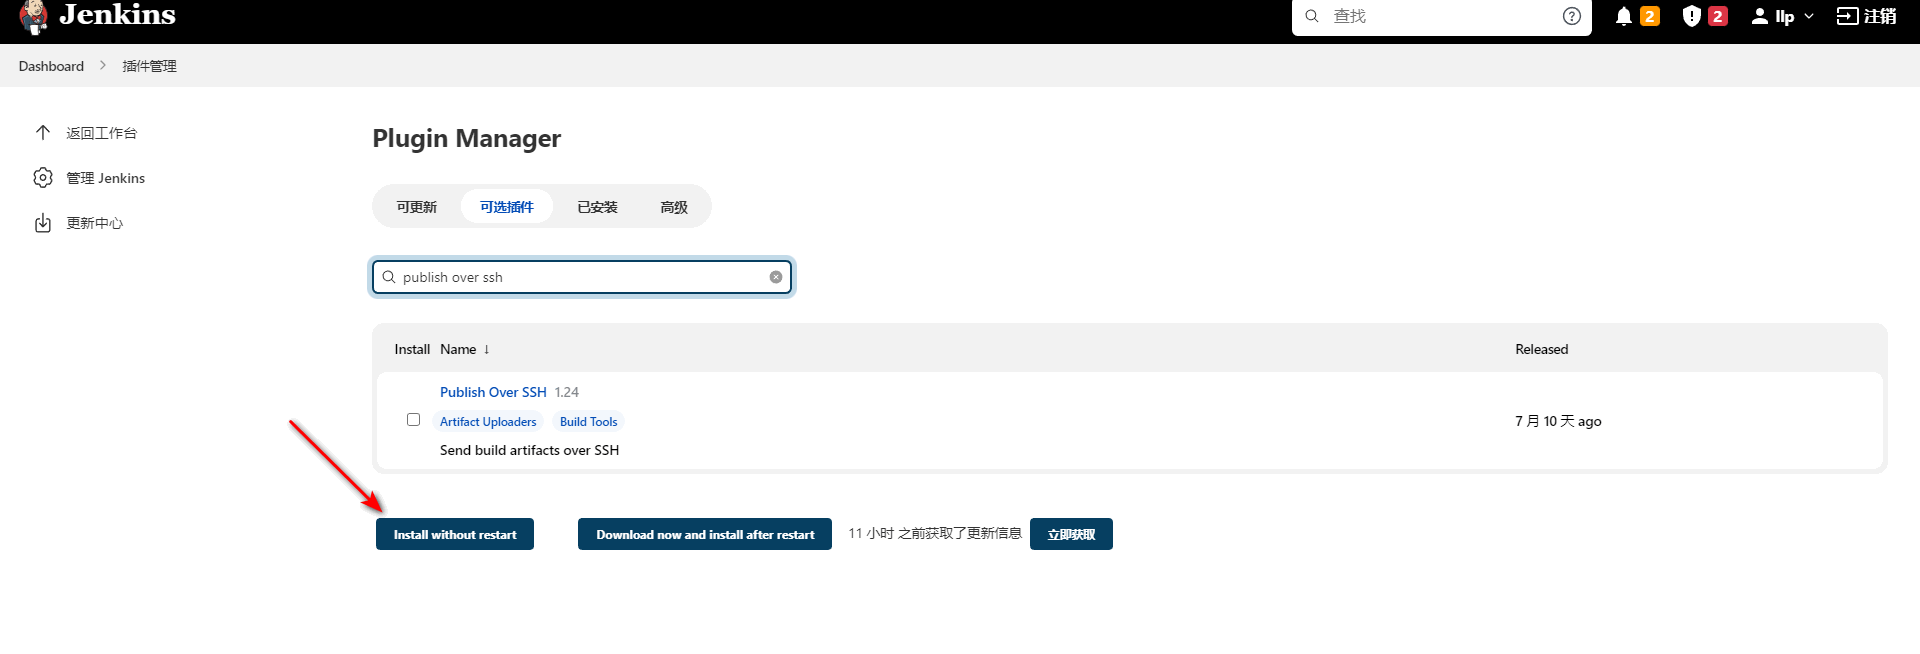 Jenkins
查找
2
2
llp
注销
Dashboard
插件管理
返回工作台
管理 Jenkins
更新中心
Plugin Manager
可更新
可选插件
已安装
高级
publish over ssh
Install Name ↓ Released
Publish Over SSH 1.24
Artifact Uploaders Build Tools
7 月 10 天 ago
Send build artifacts over SSH
Install without restart
Download now and install after restart
11 小时 之前获取了更新信息
立即获取